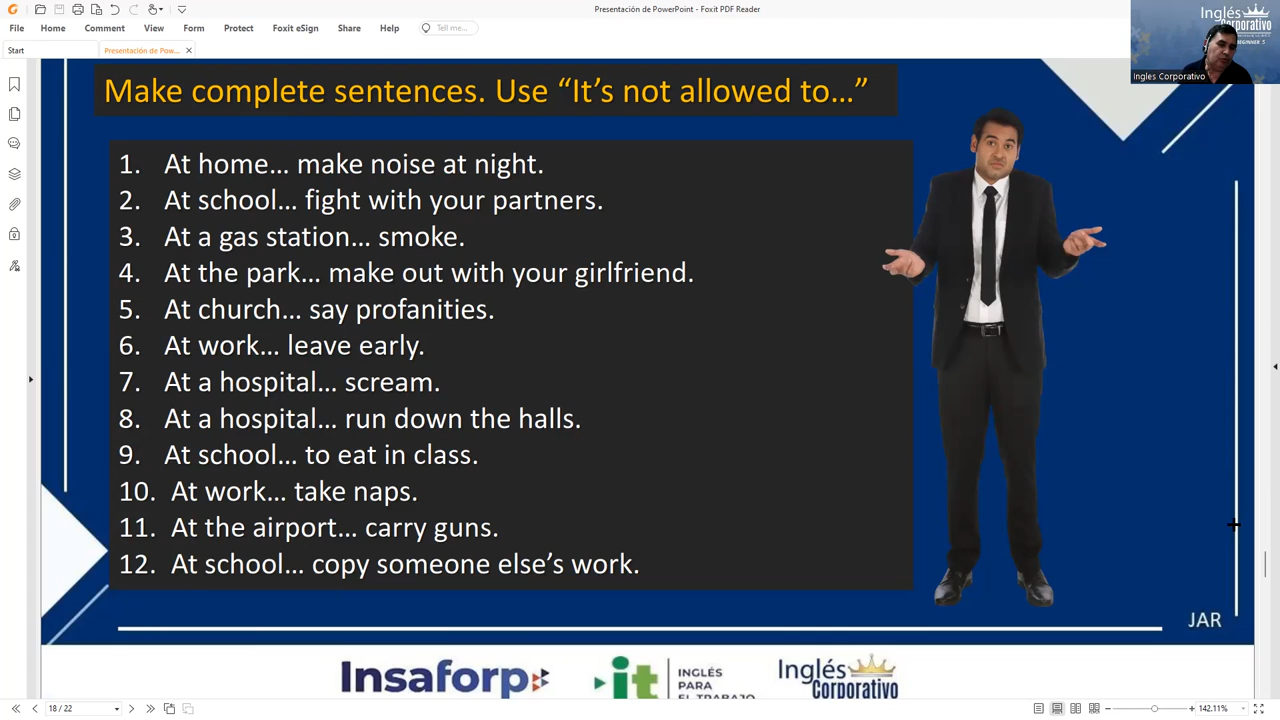 Presentación de PowerPoint - Foxit PDF Reader
File Home Comment View Form Protect Foxit eSign Share Help Tell me...
Start Presentación de Pow...
Inglés
Corporativo
BEGINNER 5
Ingles Corporativo
Make complete sentences. Use “It’s not allowed to…”
1. At home… make noise at night.
2. At school… fight with your partners.
3. At a gas station… smoke.
4. At the park… make out with your girlfriend.
5. At church… say profanities.
6. At work… leave early.
7. At a hospital… scream.
8. At a hospital… run down the halls.
9. At school… to eat in class.
10. At work… take naps.
11. At the airport… carry guns.
12. At school… copy someone else’s work.
JAR
Insaforp
it
INGLÉS
PARA
EL TRABAJO
Inglés
Corporativo
18 / 22
142.11%